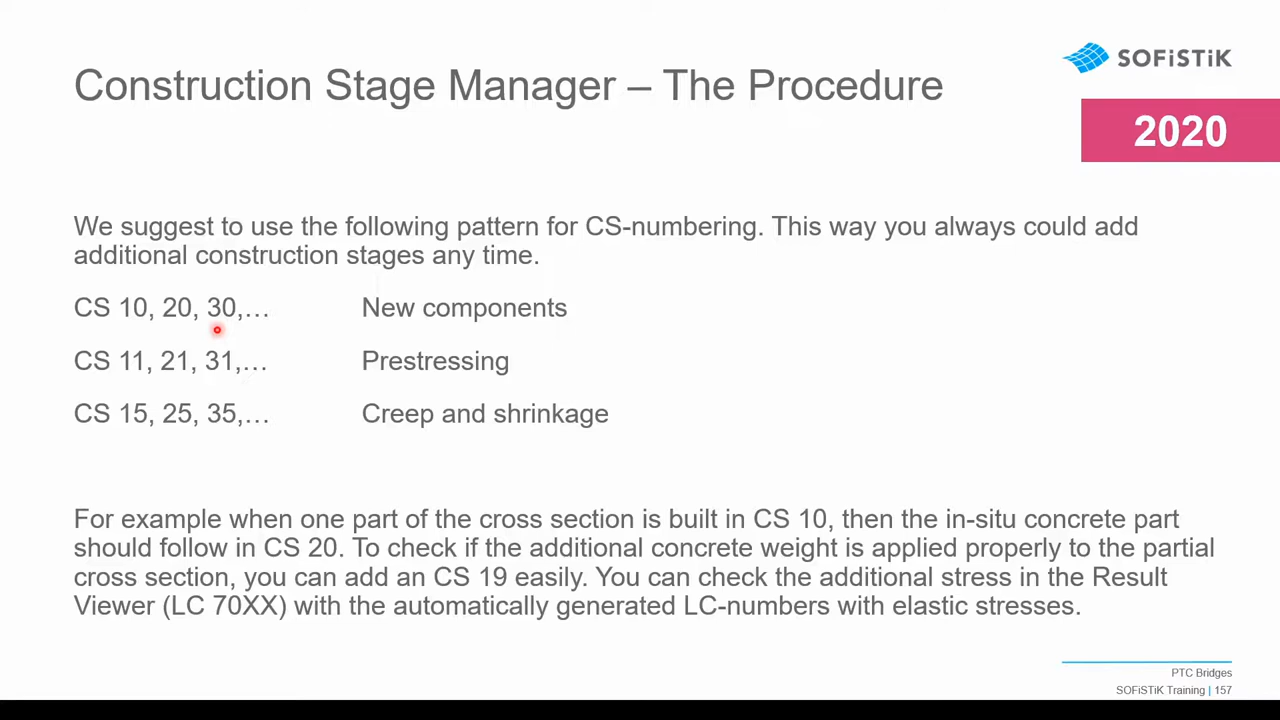 SOFiSTiK
Construction Stage Manager – The Procedure
2020
We suggest to use the following pattern for CS-numbering. This way you always could add
additional construction stages any time.
CS 10, 20, 30,… New components
CS 11, 21, 31,… Prestressing
CS 15, 25, 35,… Creep and shrinkage
For example when one part of the cross section is built in CS 10, then the in-situ concrete part
should follow in CS 20. To check if the additional concrete weight is applied properly to the partial
cross section, you can add an CS 19 easily. You can check the additional stress in the Result
Viewer (LC 70XX) with the automatically generated LC-numbers with elastic stresses.
PTC Bridges
SOFiSTiK Training | 157